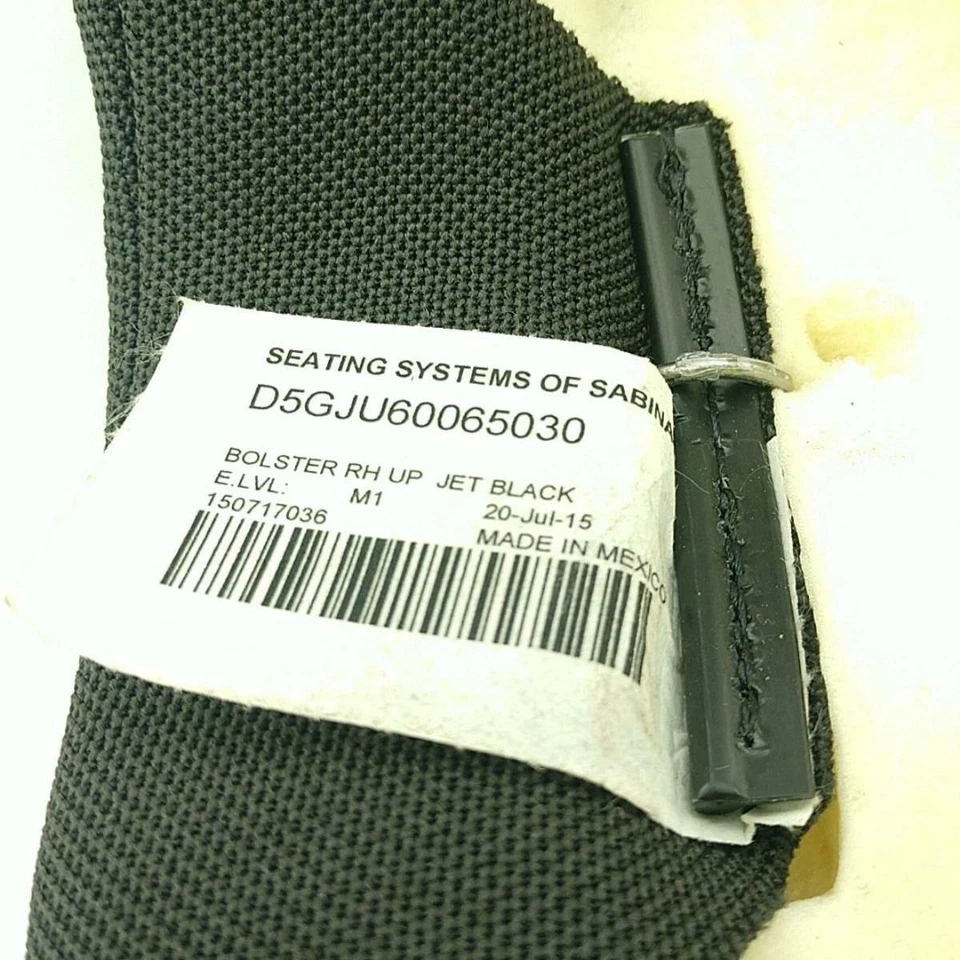 SEATING SYSTEMS OF SABINA
D5GJU60065030
BOLSTER RH UP JET BLACK
E.LVL: M1 20-Jul-15
150717036 MADE IN MEXICO